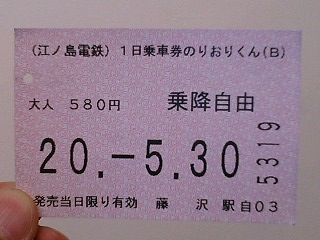 (江ノ島電鉄) 1日乗車券のりおりくん(B)
大人 580円 乗降自由
20.-5.30
5319
発売当日限り有効 藤沢駅自03